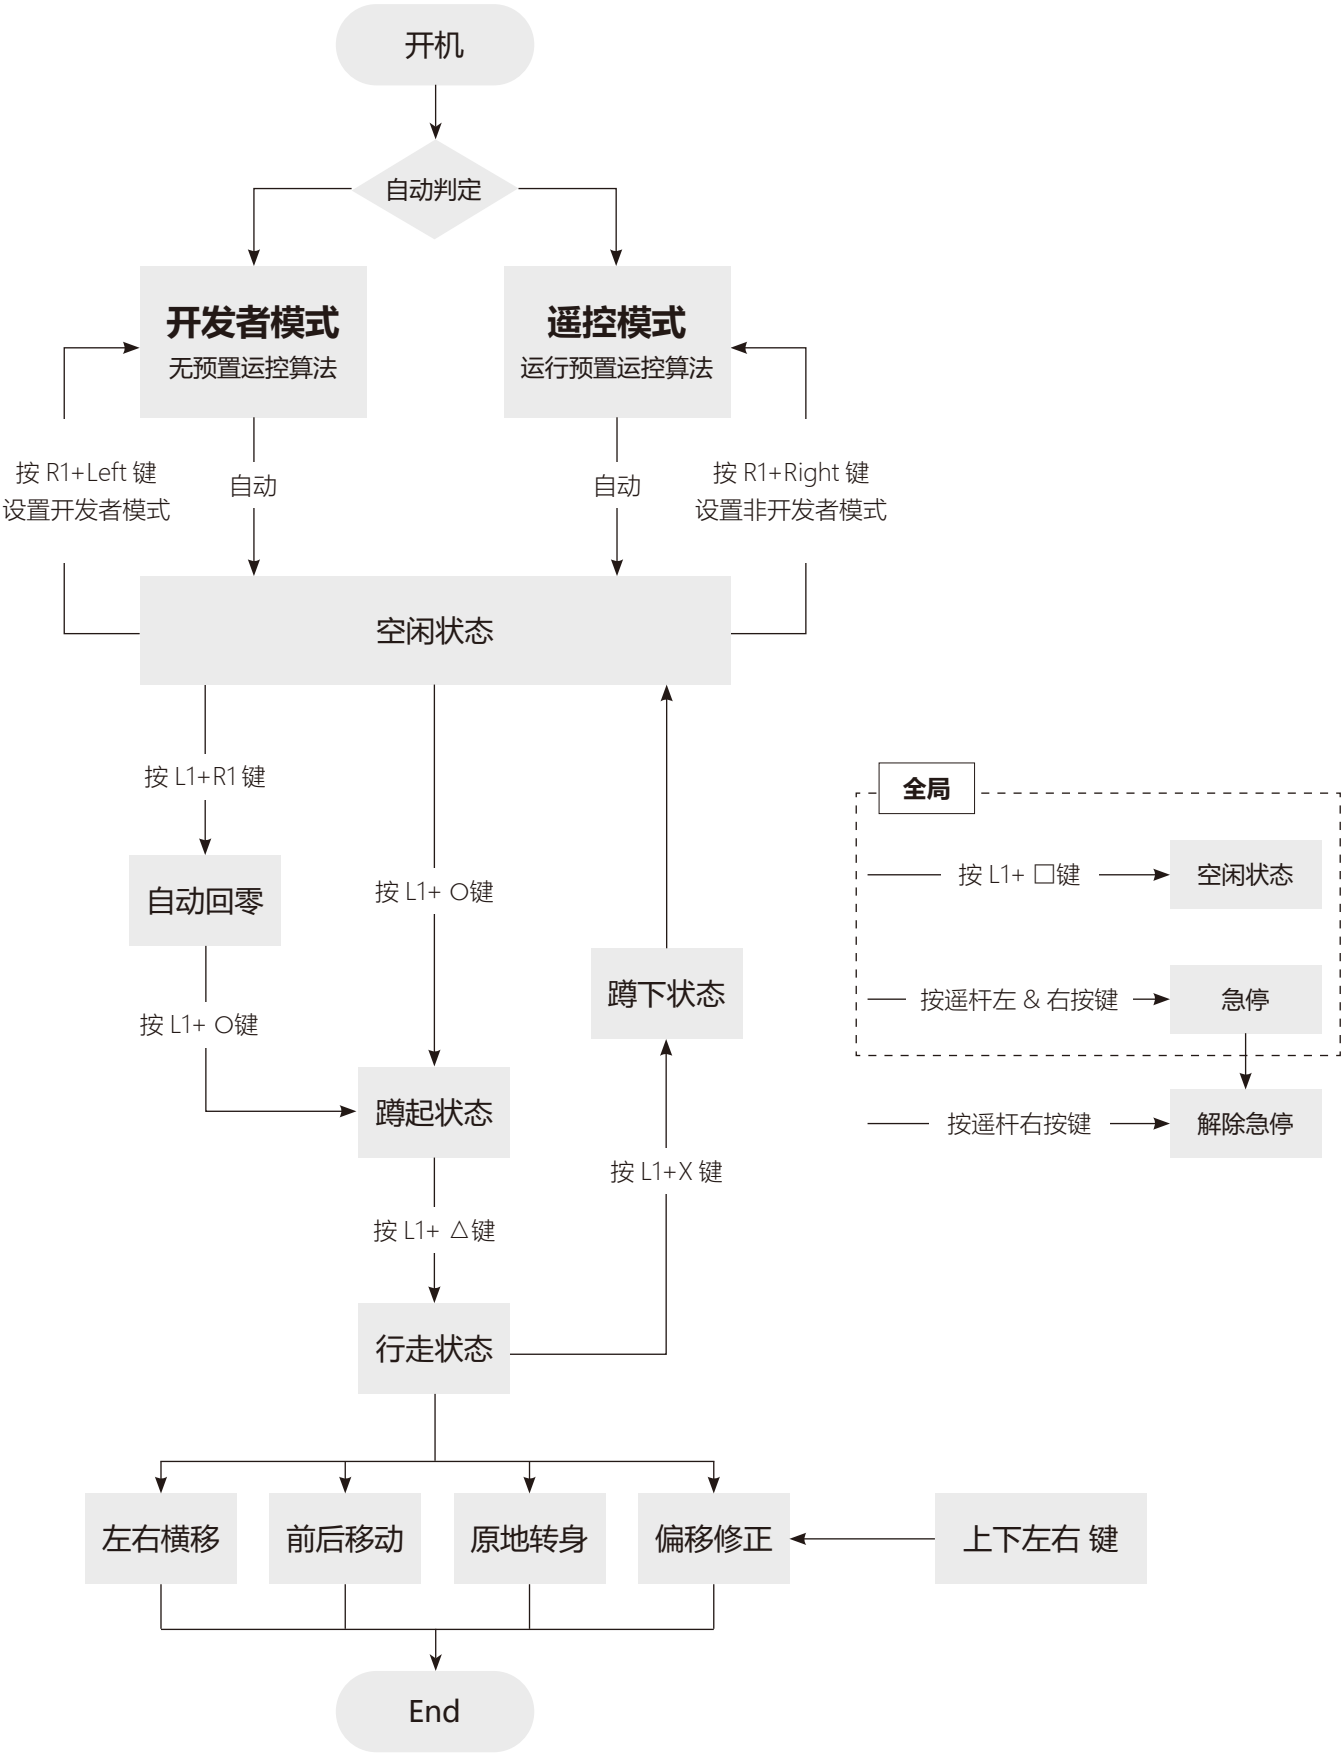 开机
自动判定
开发者模式
无预置运控算法
遥控模式
运行预置运控算法
按 R1+Left 键
设置开发者模式
自动
自动
按 R1+Right 键
设置非开发者模式
空闲状态
按 L1+R1 键
自动回零
按 L1+ O键
按 L1+ O键
蹲下状态
蹲起状态
按 L1+X 键
按 L1+ △键
行走状态
左右横移
前后移动
原地转身
偏移修正
上下左右 键
End
全局
按 L1+ □键
空闲状态
按遥杆左 & 右按键
急停
按遥杆右按键
解除急停